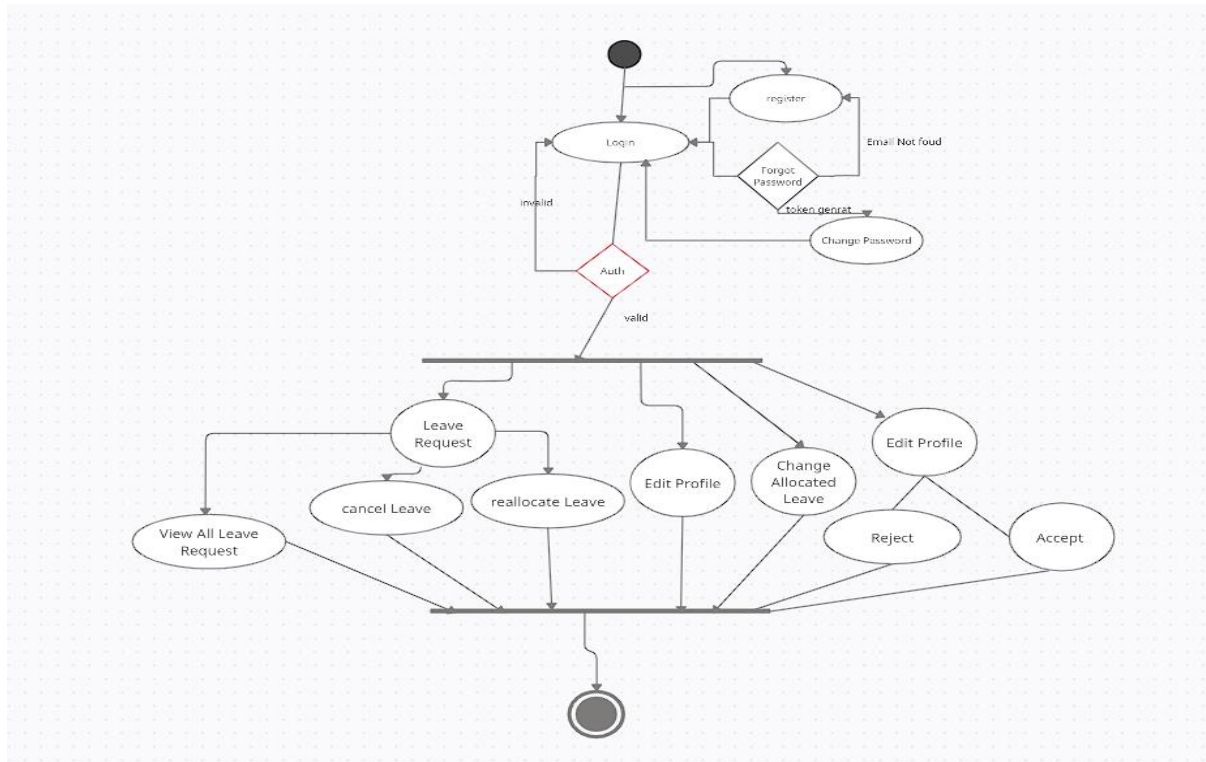 register
Login
Email Not foud
Forgot
Password
invalid
token genrat
Change Password
Auth
valid
Leave
Request
Edit Profile
Change
Allocated
Leave
Edit Profile
cancel Leave
reallocate Leave
View All Leave
Request
Reject
Accept